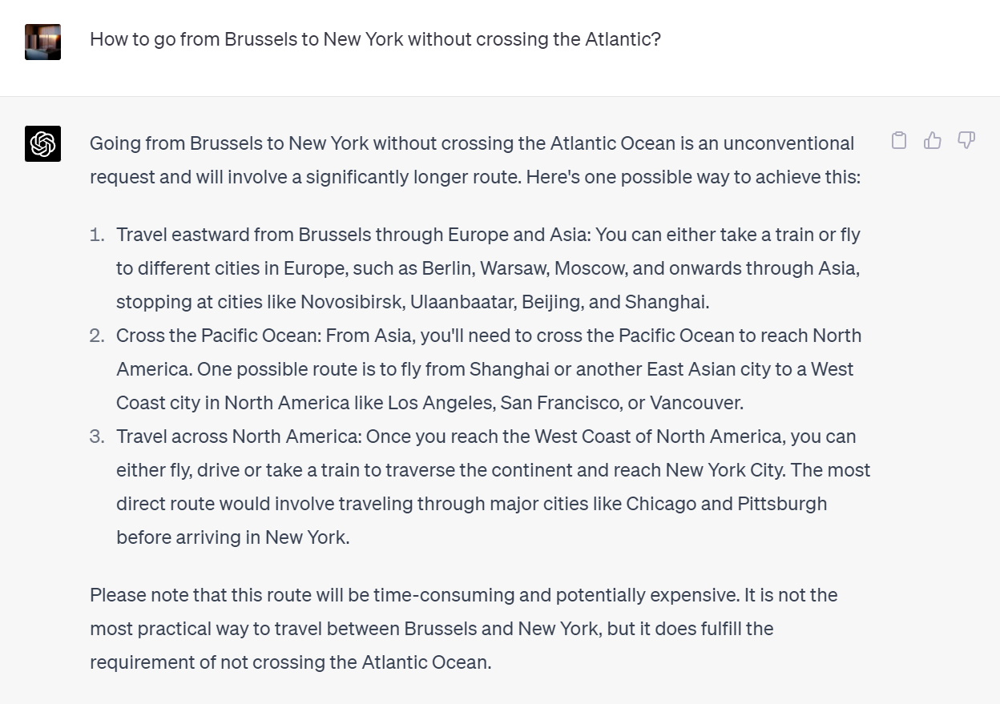 How to go from Brussels to New York without crossing the Atlantic?
Going from Brussels to New York without crossing the Atlantic Ocean is an unconventional
request and will involve a significantly longer route. Here's one possible way to achieve this:
1. Travel eastward from Brussels through Europe and Asia: You can either take a train or fly
to different cities in Europe, such as Berlin, Warsaw, Moscow, and onwards through Asia,
stopping at cities like Novosibirsk, Ulaanbaatar, Beijing, and Shanghai.
2. Cross the Pacific Ocean: From Asia, you'll need to cross the Pacific Ocean to reach North
America. One possible route is to fly from Shanghai or another East Asian city to a West
Coast city in North America like Los Angeles, San Francisco, or Vancouver.
3. Travel across North America: Once you reach the West Coast of North America, you can
either fly, drive or take a train to traverse the continent and reach New York City. The most
direct route would involve traveling through major cities like Chicago and Pittsburgh
before arriving in New York.
Please note that this route will be time-consuming and potentially expensive. It is not the
most practical way to travel between Brussels and New York, but it does fulfill the
requirement of not crossing the Atlantic Ocean.